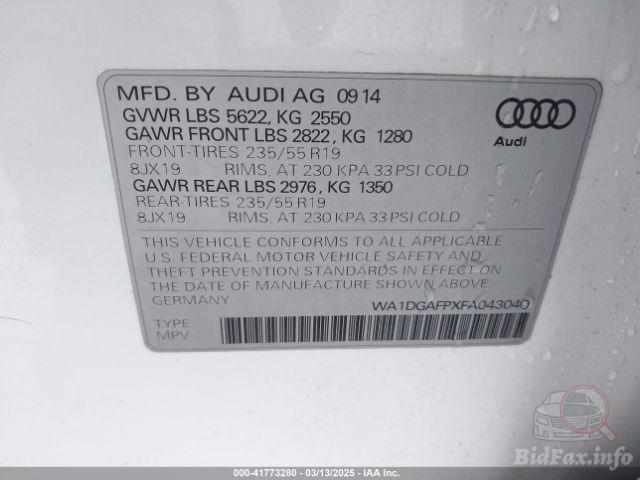 MFD. BY AUDI AG 09 14
GVWR LBS 5622, KG 2550
GAWR FRONT LBS 2822, KG 1280
FRONT-TIRES 235/55 R19
8JX19 RIMS, AT 230 KPA 33 PSI COLD
GAWR REAR LBS 2976, KG 1350
REAR-TIRES 235/55 R19
8JX19 RIMS, AT 230 KPA 33 PSI COLD
Audi
THIS VEHICLE CONFORMS TO ALL APPLICABLE
U.S. FEDERAL MOTOR VEHICLE SAFETY AND
THEFT PREVENTION STANDARDS IN EFFECT ON
THE DATE OF MANUFACTURE SHOWN ABOVE
GERMANY
WA1DGAFPXFA043040
TYPE:
MPV
BidFax.info
000-41773280 - 03/13/2025 - IAA Inc.